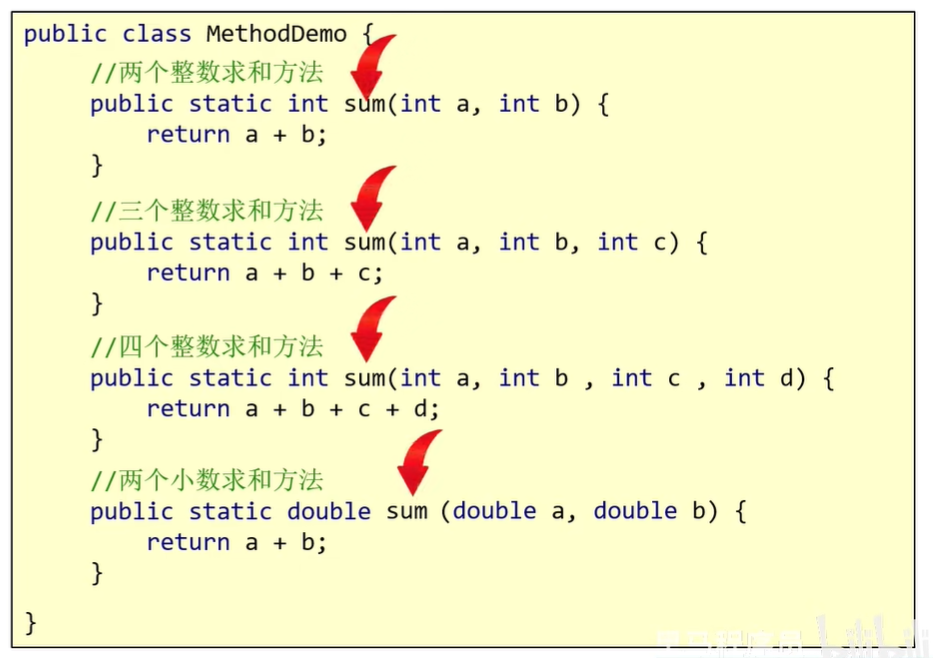 public class MethodDemo {
//两个整数求和方法
public static int sum(int a, int b) {
return a + b;
}
//三个整数求和方法
public static int sum(int a, int b, int c) {
return a + b + c;
}
//四个整数求和方法
public static int sum(int a, int b , int c , int d) {
return a + b + c + d;
}
//两个小数求和方法
public static double sum (double a, double b) {
return a + b;
}
}